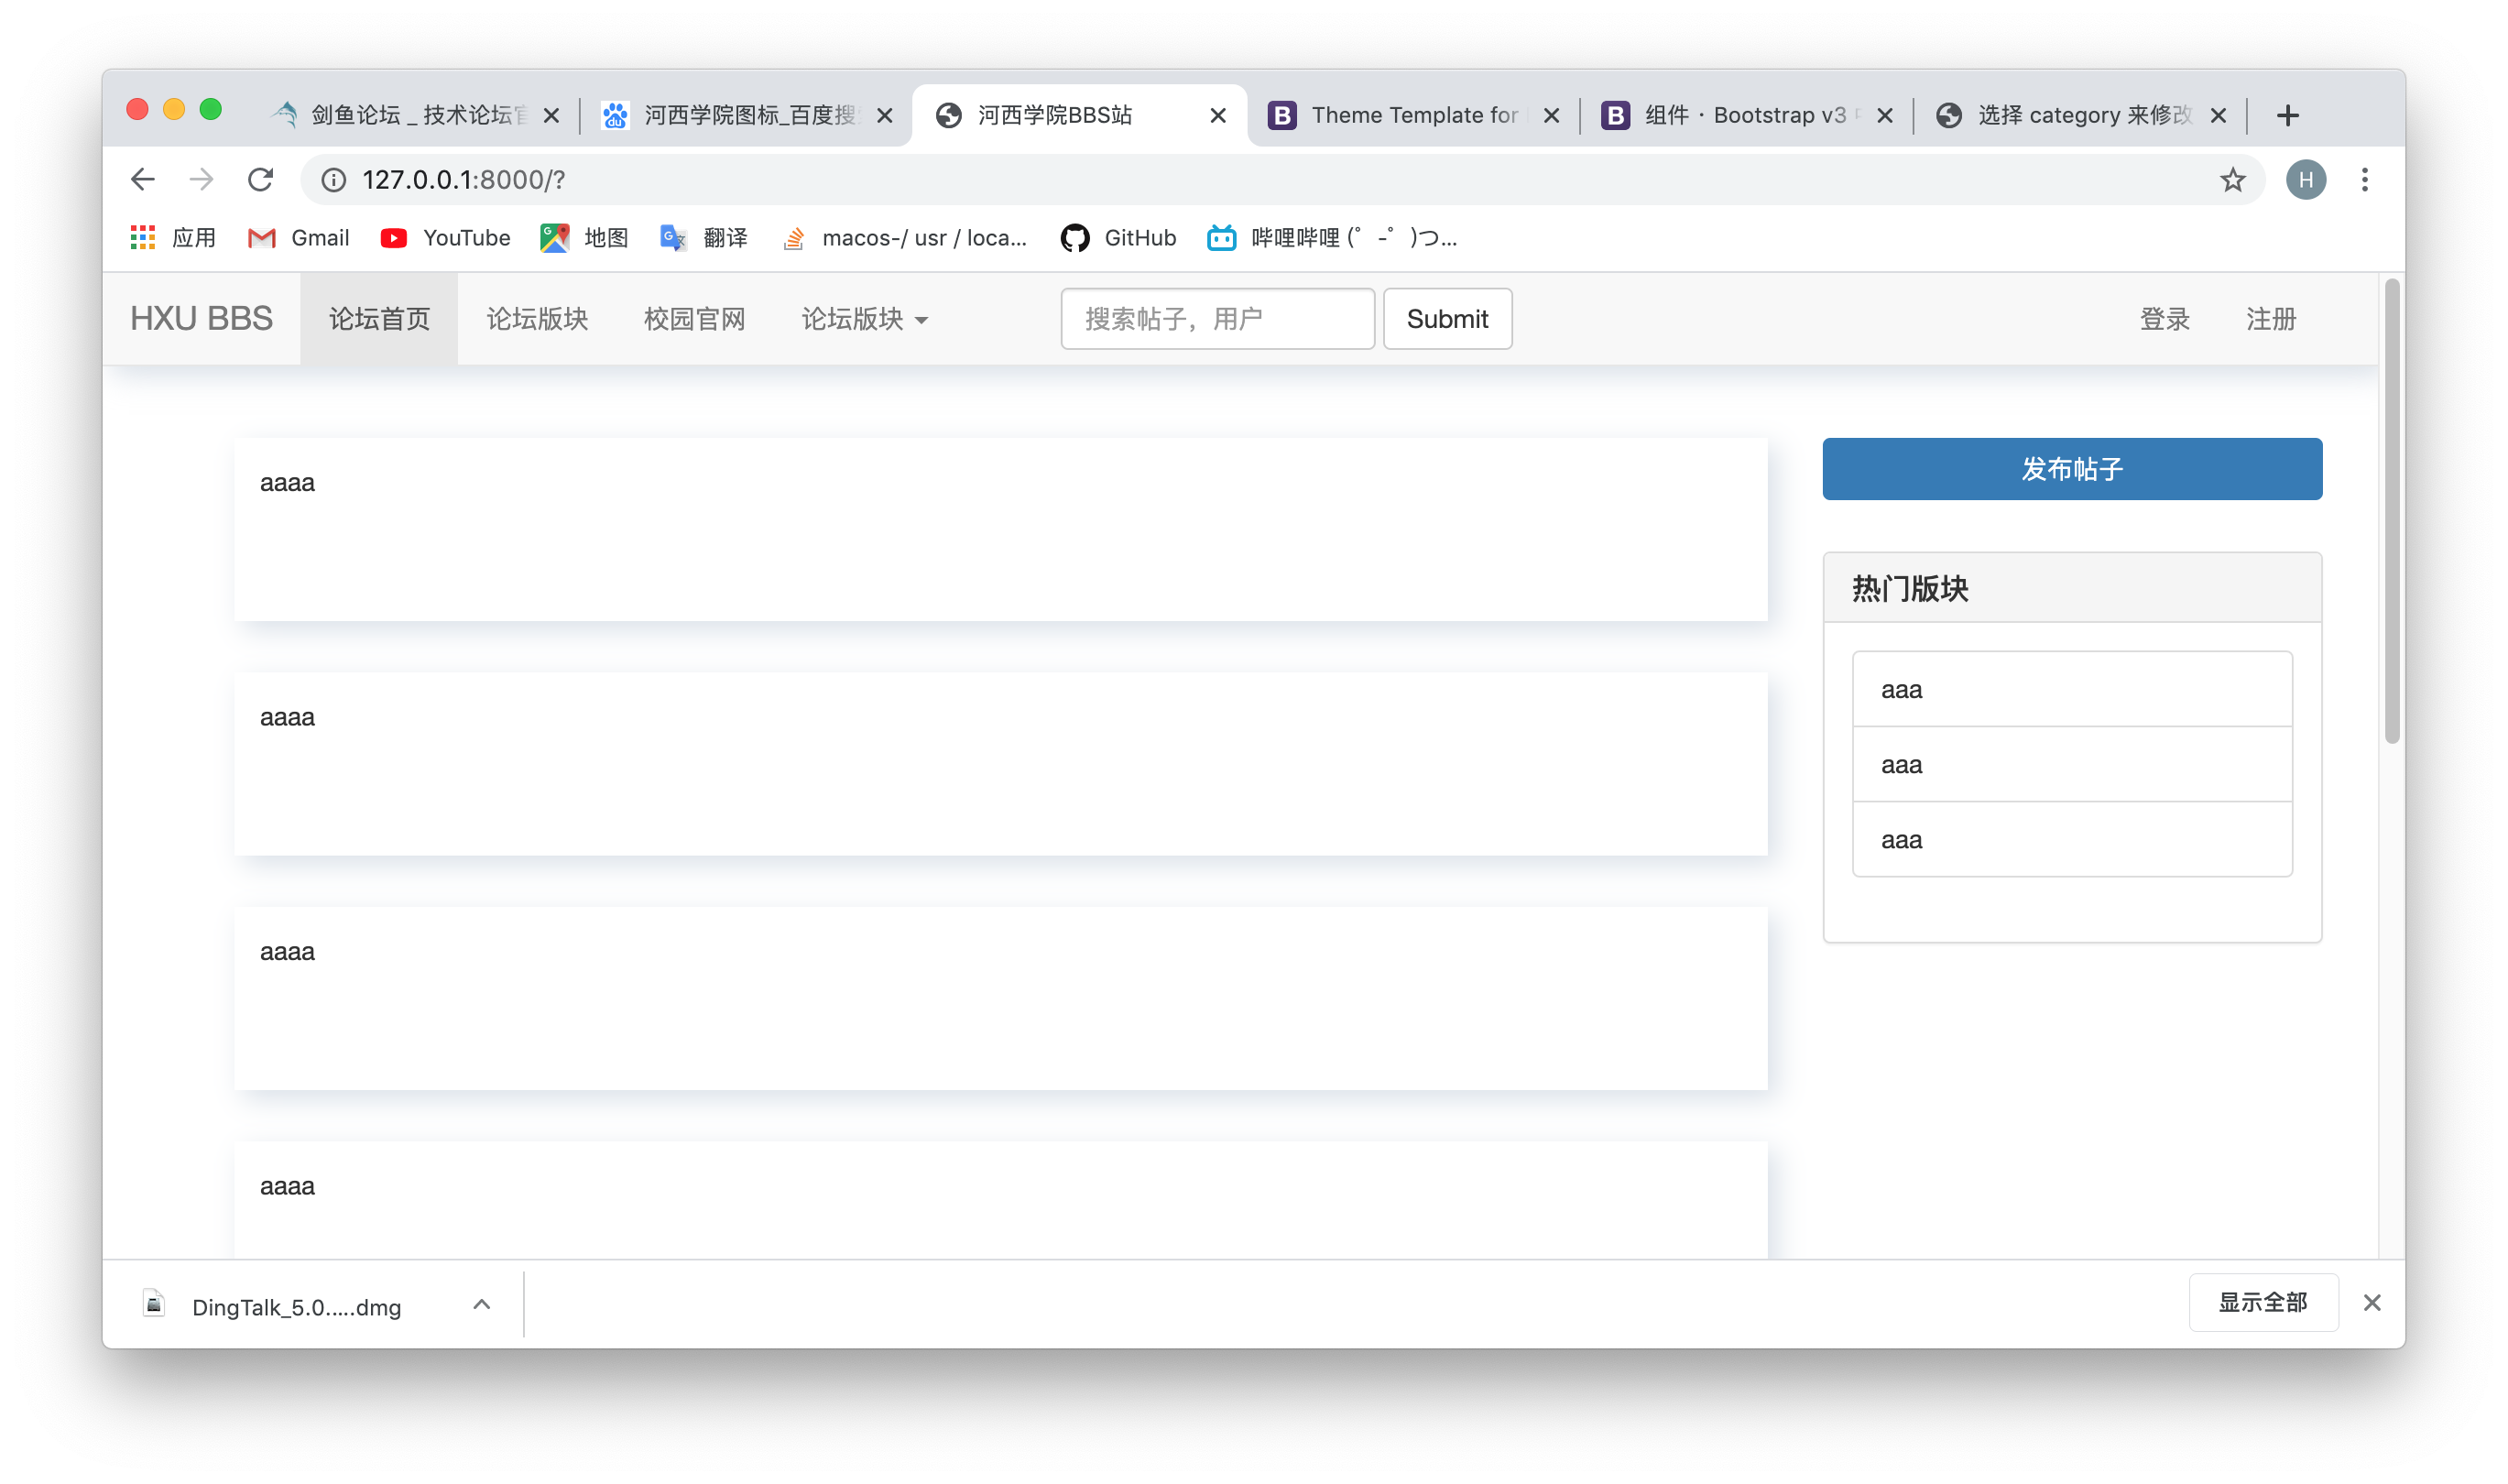 剑鱼论坛 _ 技术论坛官
河西学院图标_百度搜
河西学院BBS站
Theme Template for
组件 · Bootstrap v3
选择 category 来修改
127.0.0.1:8000/?
H
应用
Gmail
YouTube
地图
翻译
macos-/ usr / loca...
GitHub
哔哩哔哩 (゜-゜)つ...
HXU BBS
论坛首页
论坛版块
校园官网
论坛版块
搜索帖子，用户
Submit
登录
注册
aaaa
发布帖子
热门版块
aaa
aaaa
aaa
aaa
aaaa
aaaa
DingTalk_5.0.....dmg
显示全部